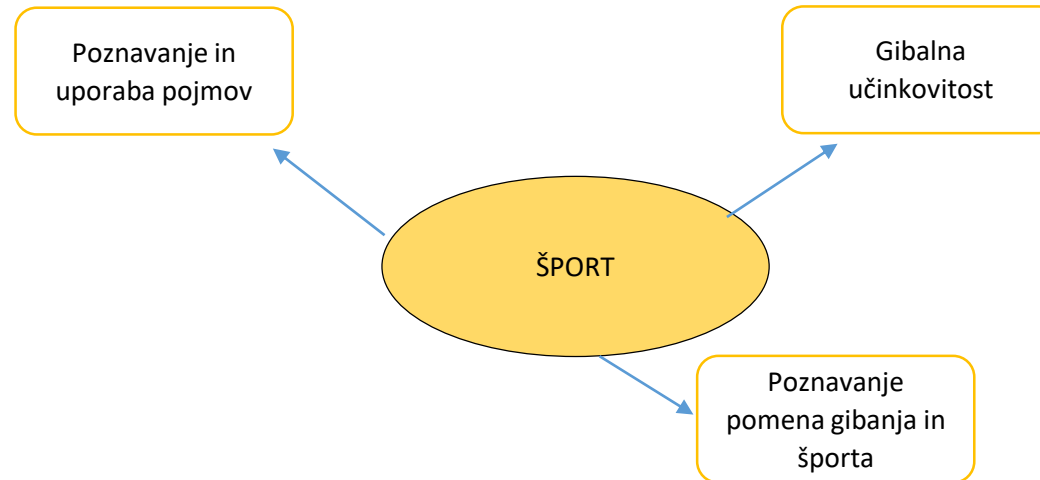 Poznavanje in
uporaba pojmov
Gibalna
učinkovitost
ŠPORT
Poznavanje
pomena gibanja in
športa